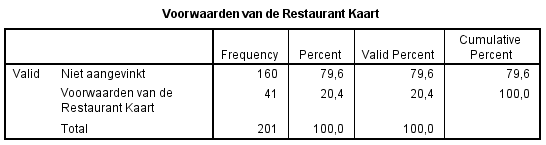 Voorwaarden van de Restaurant Kaart
Frequency Percent Valid Percent Cumulative Percent
Valid Niet aangevinkt 160 79,6 79,6 79,6
Voorwaarden van de Restaurant Kaart 41 20,4 20,4 100,0
Total 201 100,0 100,0